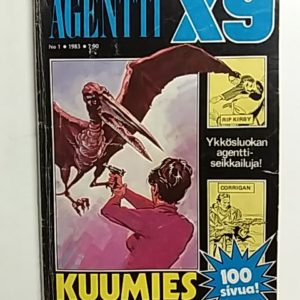 AGENTTI X9
No 1 • 1983 • 7:90
RIP KIRBY
Ykkösluokan
agentti-
seikkailuja!
CORRIGAN
100
sivua!
KUUMIES